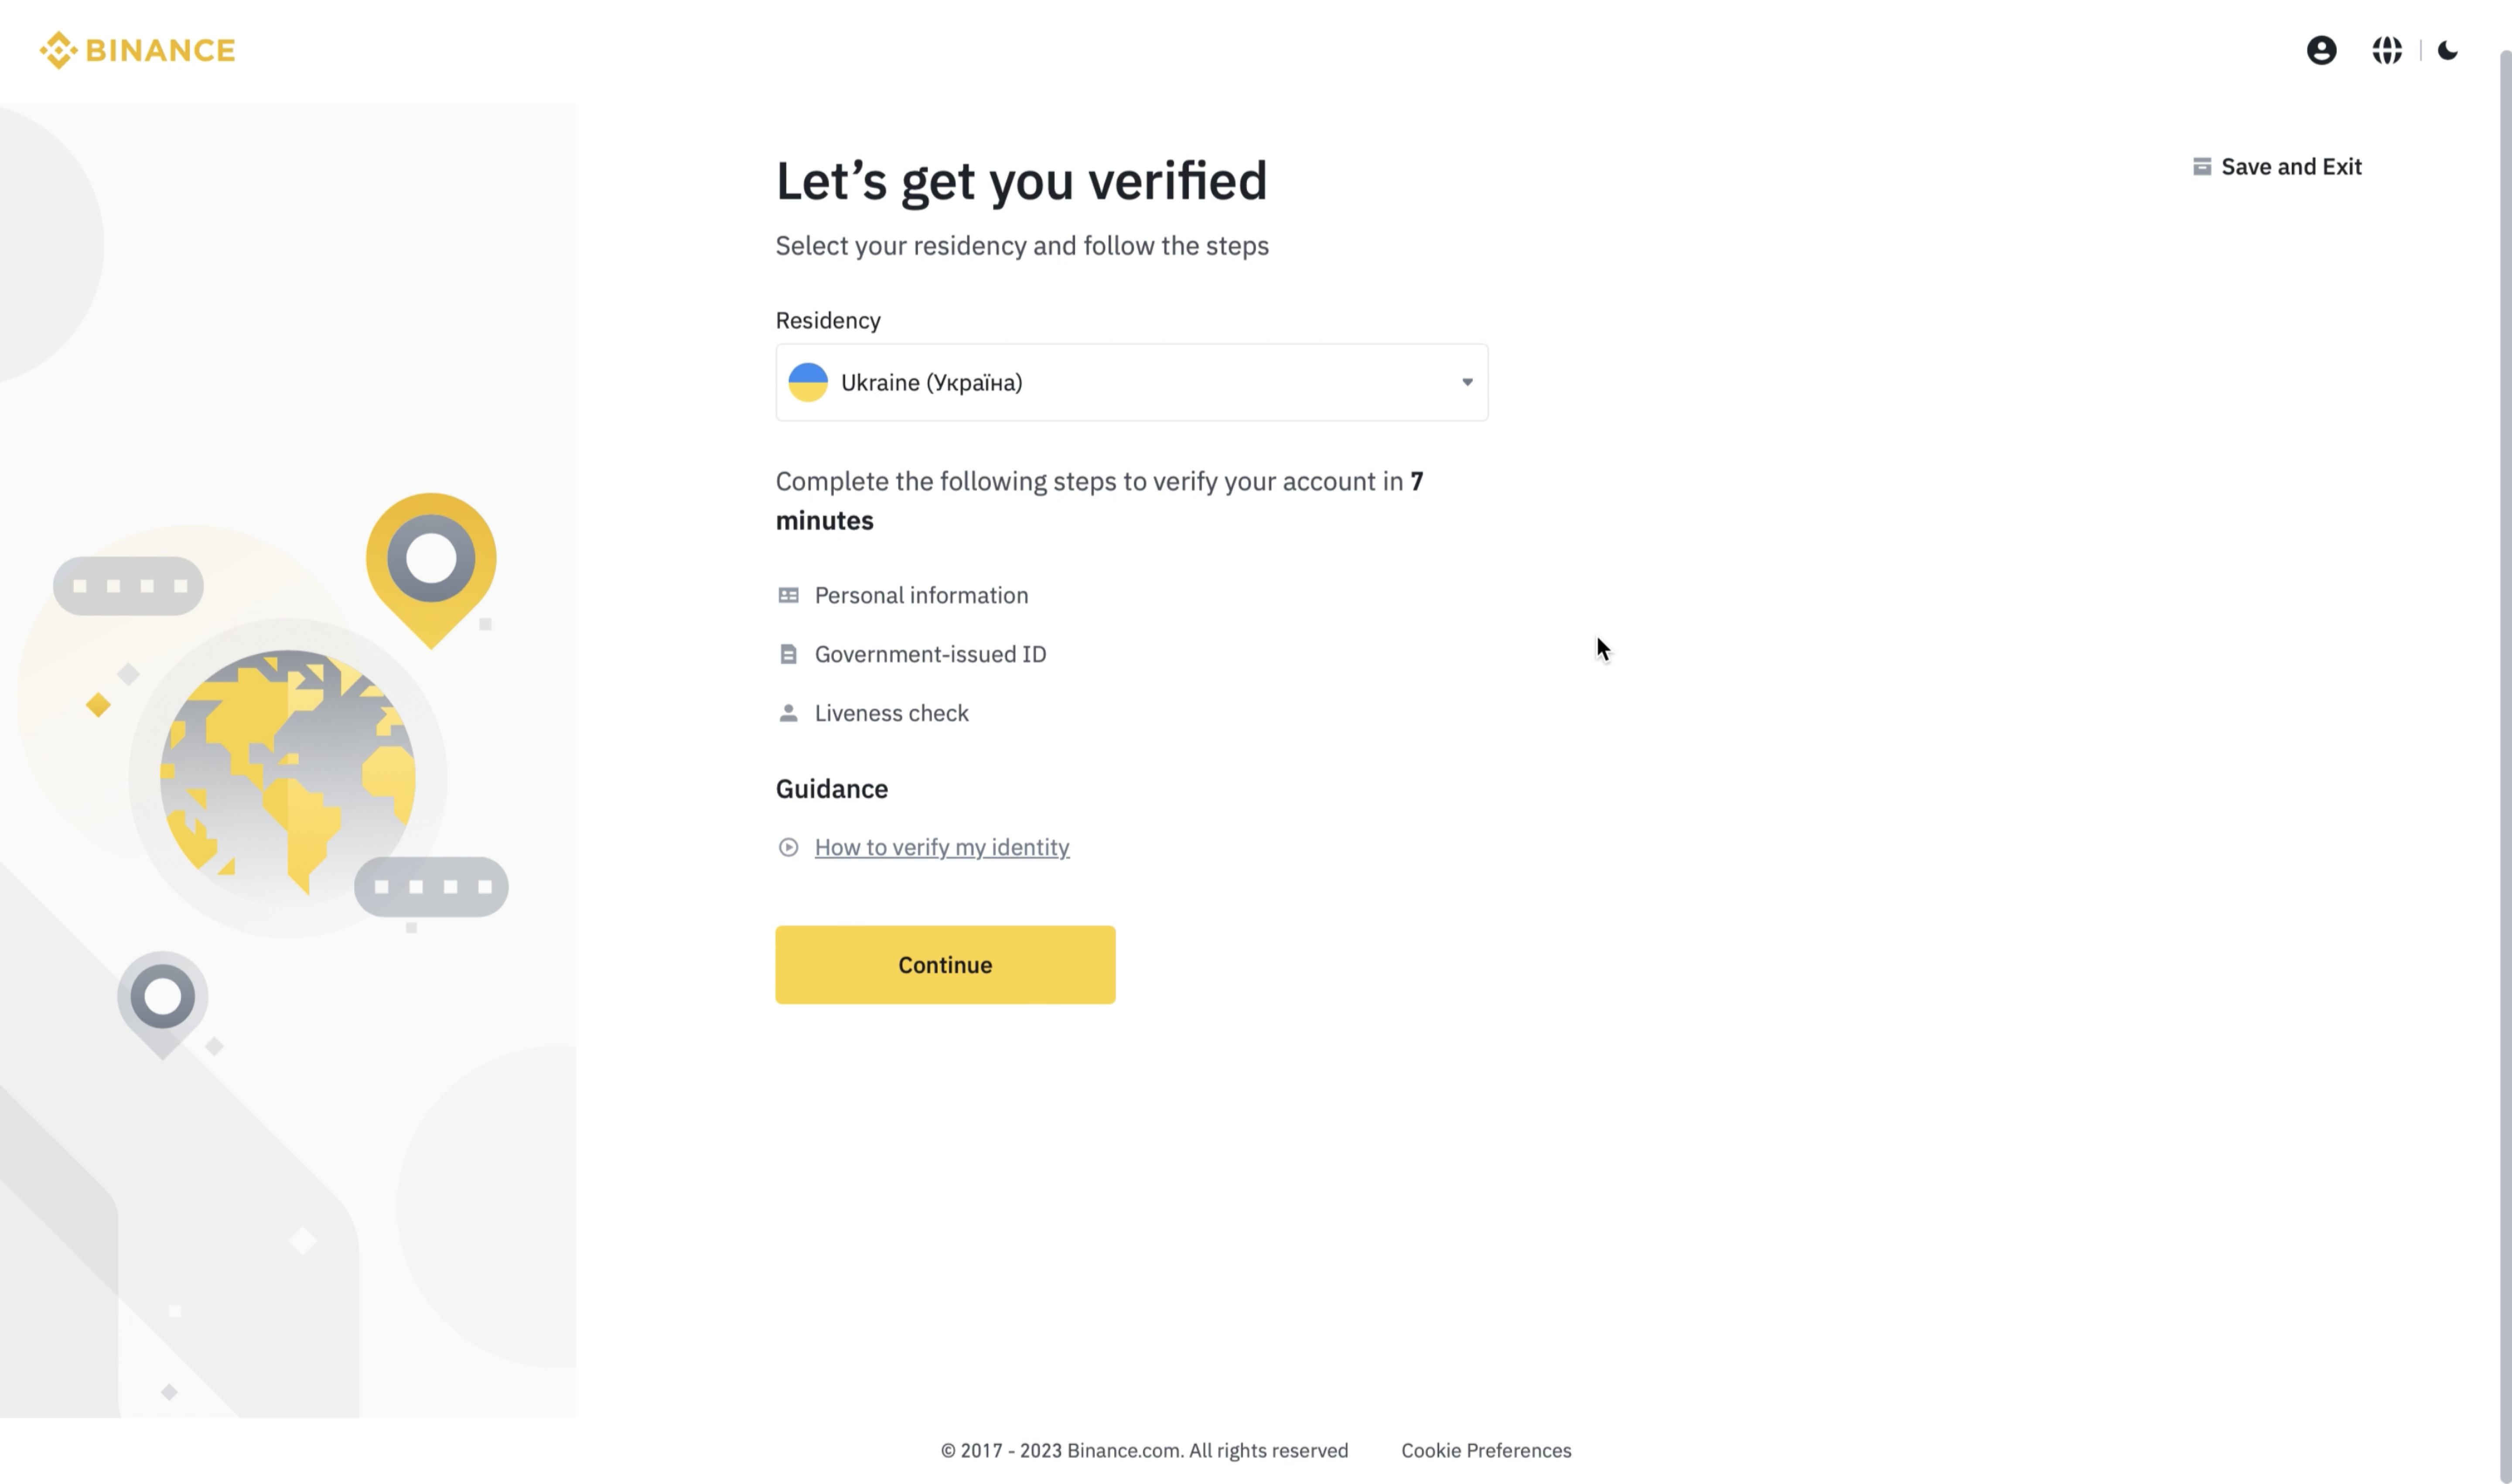 BINANCE
Let’s get you verified
Save and Exit
Select your residency and follow the steps
Residency
Ukraine (Україна)
Complete the following steps to verify your account in 7
minutes
Personal information
Government-issued ID
Liveness check
Guidance
How to verify my identity
Continue
© 2017 - 2023 Binance.com. All rights reserved
Cookie Preferences